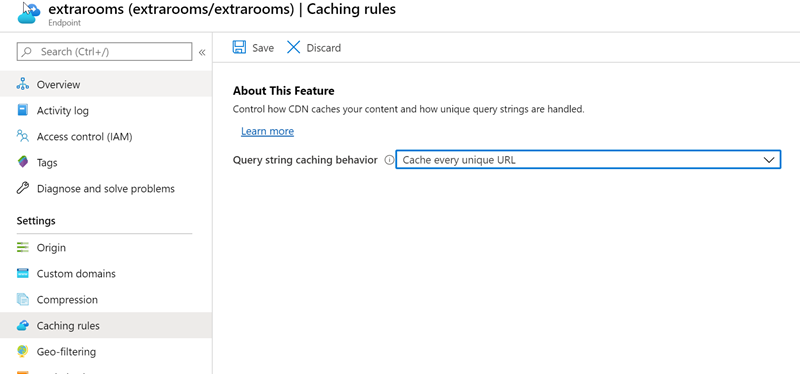 extrarooms (extrarooms/extrarooms) | Caching rules
Endpoint
Search (Ctrl+/)
«
Save
Discard
Overview
Activity log
Access control (IAM)
Tags
Diagnose and solve problems
Settings
Origin
Custom domains
Compression
Caching rules
Geo-filtering
About This Feature
Control how CDN caches your content and how unique query strings are handled.
Learn more
Query string caching behavior
Cache every unique URL